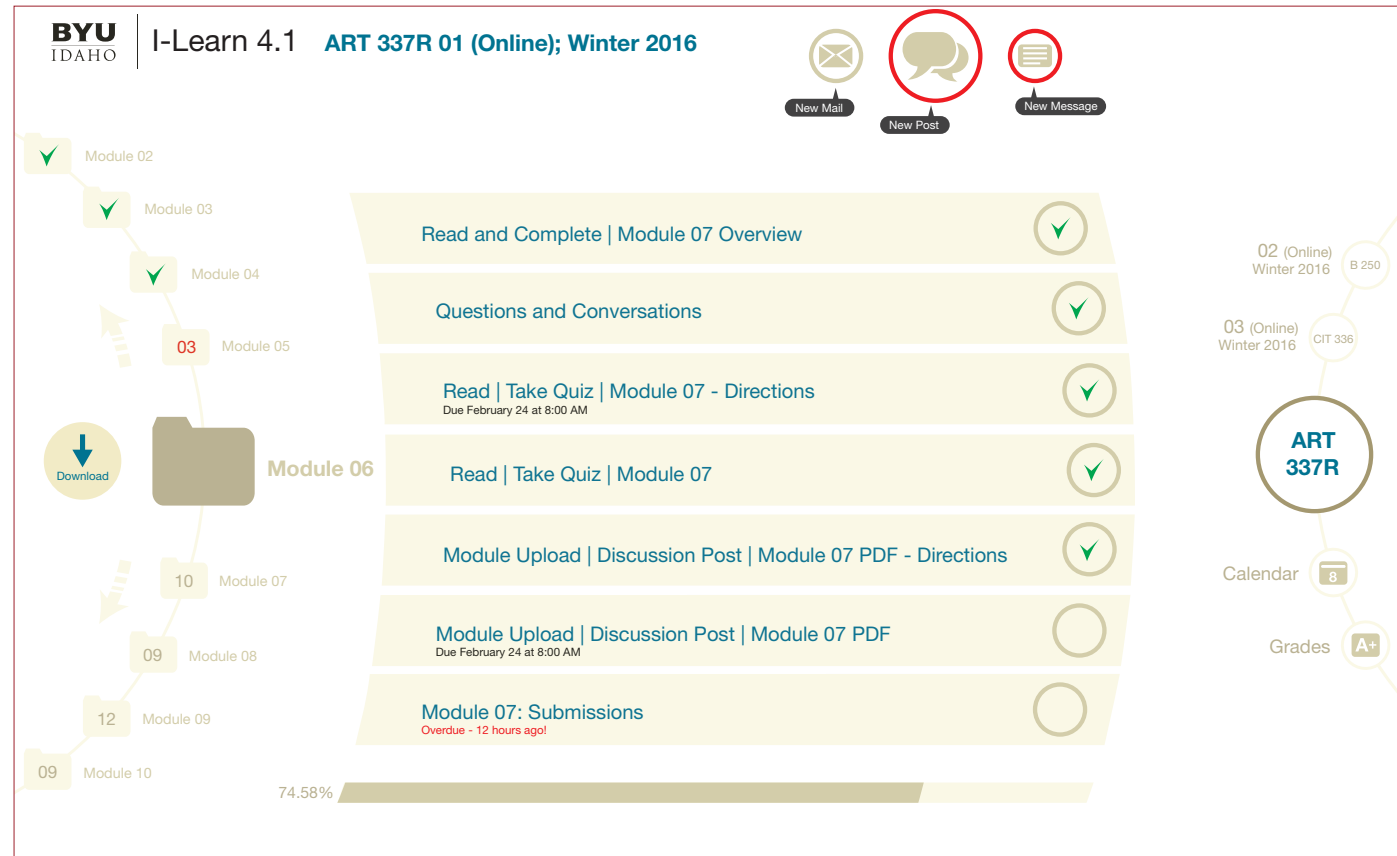 BYU
IDAHO
I-Learn 4.1
ART 337R 01 (Online); Winter 2016
New Mail
New Post
New Message
Module 02
Module 03
Module 04
03
Module 05
Download
Module 06
10
Module 07
09
Module 08
12
Module 09
09
Module 10
Read and Complete | Module 07 Overview
Questions and Conversations
Read | Take Quiz | Module 07 - Directions
Due February 24 at 8:00 AM
Read | Take Quiz | Module 07
Module Upload | Discussion Post | Module 07 PDF - Directions
Module Upload | Discussion Post | Module 07 PDF
Due February 24 at 8:00 AM
Module 07: Submissions
Overdue - 12 hours ago!
74.58%
02 (Online)
Winter 2016
B 250
03 (Online)
Winter 2016
CIT 336
ART
337R
Calendar
8
Grades
A+